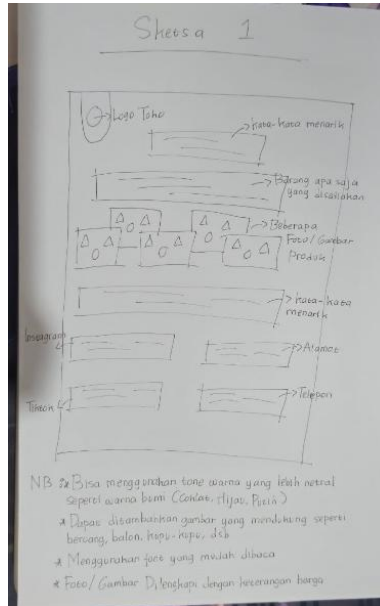 Sketsa 1
Logo Toko
kata-kata menarik
Barang apa saja
yang disediakan
Beberapa
Foto/Gambar
Produk
kata-kata
menarik
Instagram
Alamat
Telepon
NB : * Bisa menggunakan tone warna yang lebih netral
seperti warna bumi (Coklat, Hijau, Putih)
* Dapat ditambahkan gambar yang mendukung seperti
beruang, balon, kupu-kupu, dsb
* Menggunakan font yang mudah dibaca
* Foto/Gambar Dilengkapi dengan keterangan harga